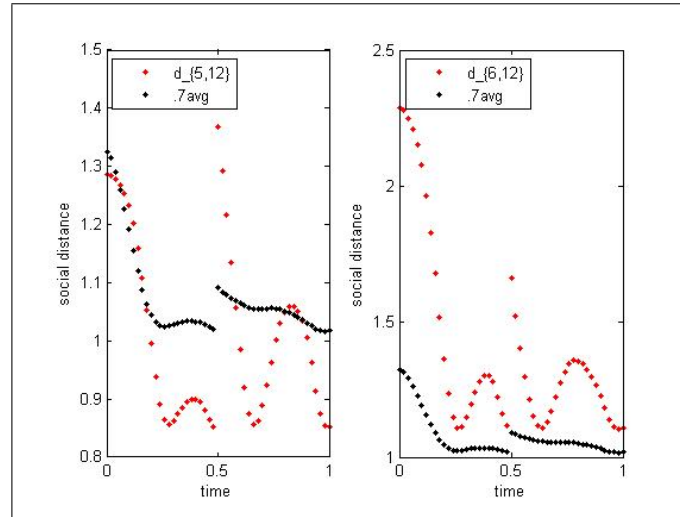 1.5
1.4
1.3
1.2
1.1
1
0.9
0.8
social distance
d_{5,12}
.7avg
0
0.5
1
time
2.5
2
1.5
1
social distance
d_{6,12}
.7avg
0
0.5
1
time